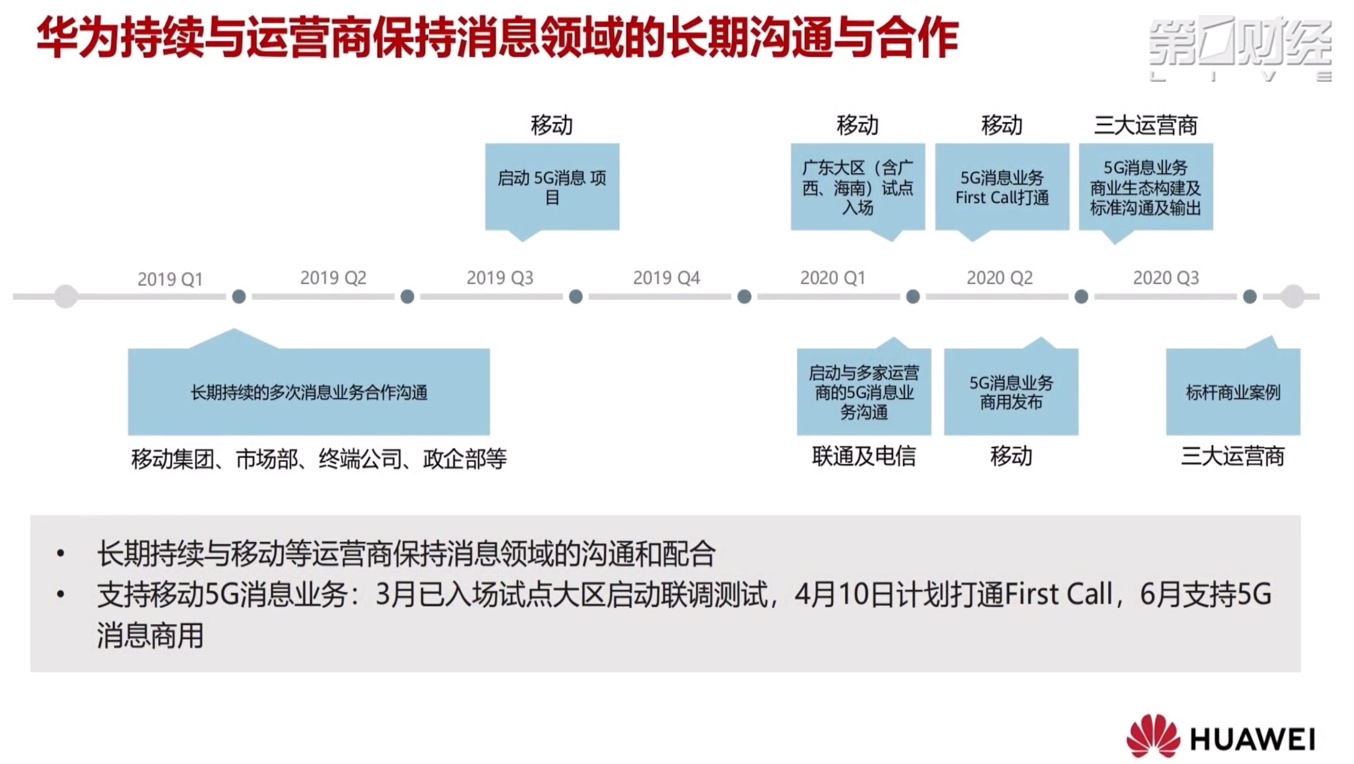 华为持续与运营商保持消息领域的长期沟通与合作
第1财经
LIVE
移动
启动 5G消息 项
目
移动
广东大区（含广
西、海南）试点
入场
移动
5G消息业务
First Call打通
三大运营商
5G消息业务
商业生态构建及
标准沟通及输出
2019 Q1
2019 Q2
2019 Q3
2019 Q4
2020 Q1
2020 Q2
2020 Q3
长期持续的多次消息业务合作沟通
移动集团、市场部、终端公司、政企部等
启动与多家运营
商的5G消息业
务沟通
联通及电信
5G消息业务
商用发布
移动
标杆商业案例
三大运营商
• 长期持续与移动等运营商保持消息领域的沟通和配合
• 支持移动5G消息业务：3月已入场试点大区启动联调测试，4月10日计划打通First Call，6月支持5G
消息商用
HUAWEI